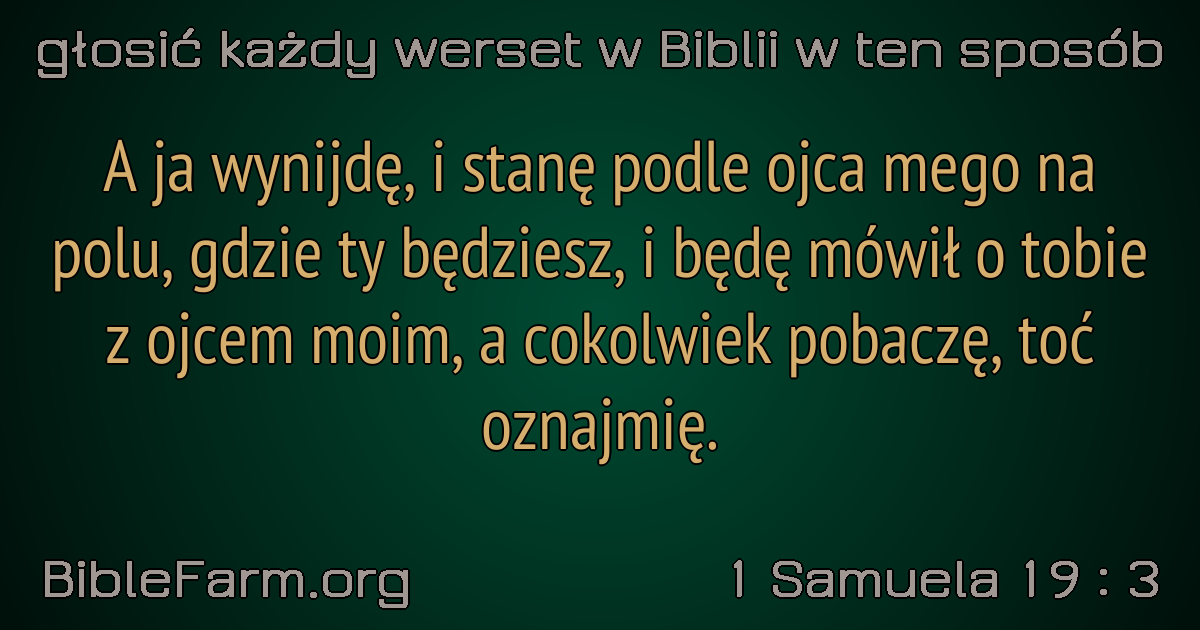 głosić każdy werset w Biblii w ten sposób
A ja wynijdę, i stanę podle ojca mego na
polu, gdzie ty będziesz, i będę mówił o tobie
z ojcem moim, a cokolwiek pobaczę, toć
oznajmię.
BibleFarm.org
1 Samuela 19 : 3